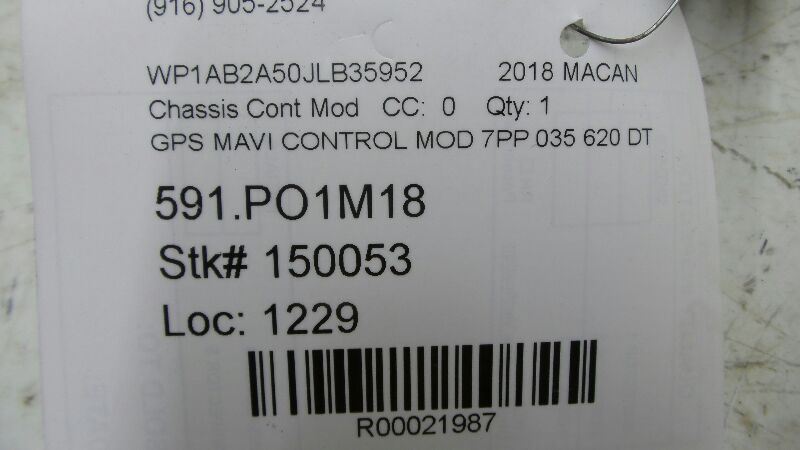 (916) 905-2524
WP1AB2A50JLB35952 2018 MACAN
Chassis Cont Mod CC: 0 Qty: 1
GPS MAVI CONTROL MOD 7PP 035 620 DT
591.PO1M18
Stk# 150053
Loc: 1229
R00021987